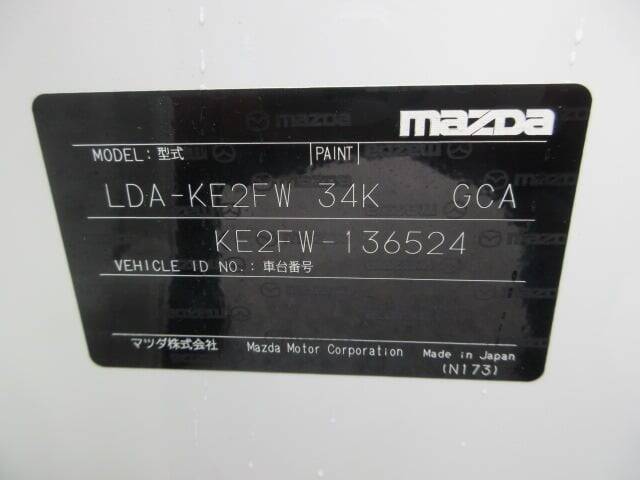 mazda
MODEL: 型式 PAINT
LDA-KE2FW 34K GCA
KE2FW-136524
VEHICLE ID NO.: 車台番号
マツダ株式会社 Mazda Motor Corporation Made in Japan
(N173)